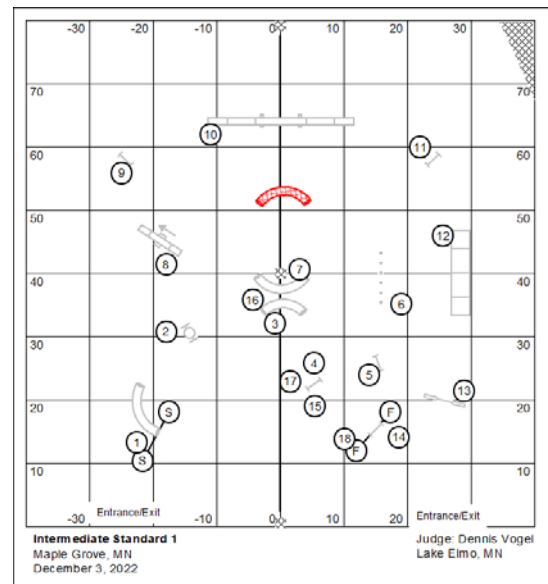 -30 -20 -10 0 10 20 30
70 70
10
60 11 60
9
50 50
12
8
40 7 40
16 6
3
2
30 30
4
17 5
13
20 15 20
S F
1 18 14
S F
10 10
Entrance/Exit Entrance/Exit
-30 -20 -10 0 10 20 30
Intermediate Standard 1 Judge: Dennis Vogel
Maple Grove, MN Lake Elmo, MN
December 3, 2022